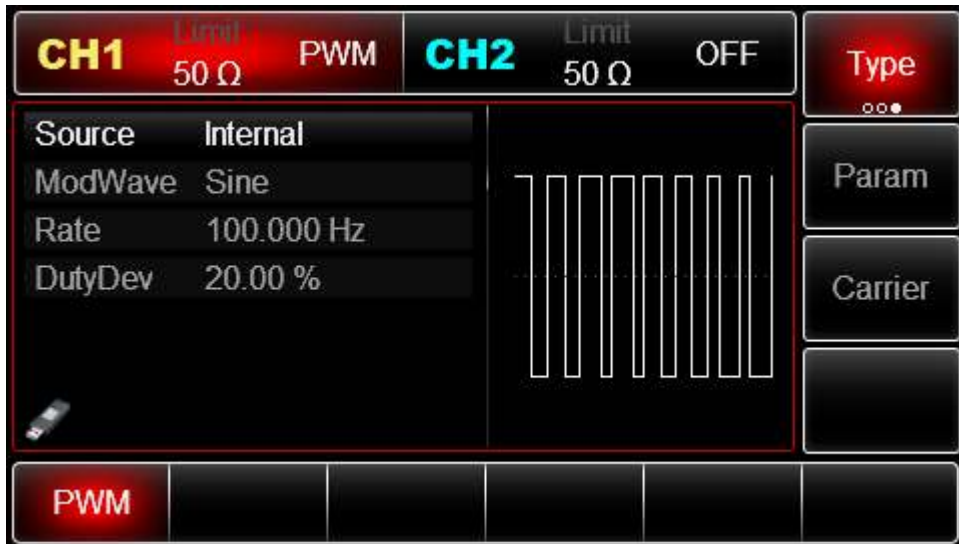 CH1 Limit 50 Ω PWM CH2 Limit 50 Ω OFF
Type
Source Internal
ModWave Sine
Rate 100.000 Hz
DutyDev 20.00 %
Param
Carrier
PWM